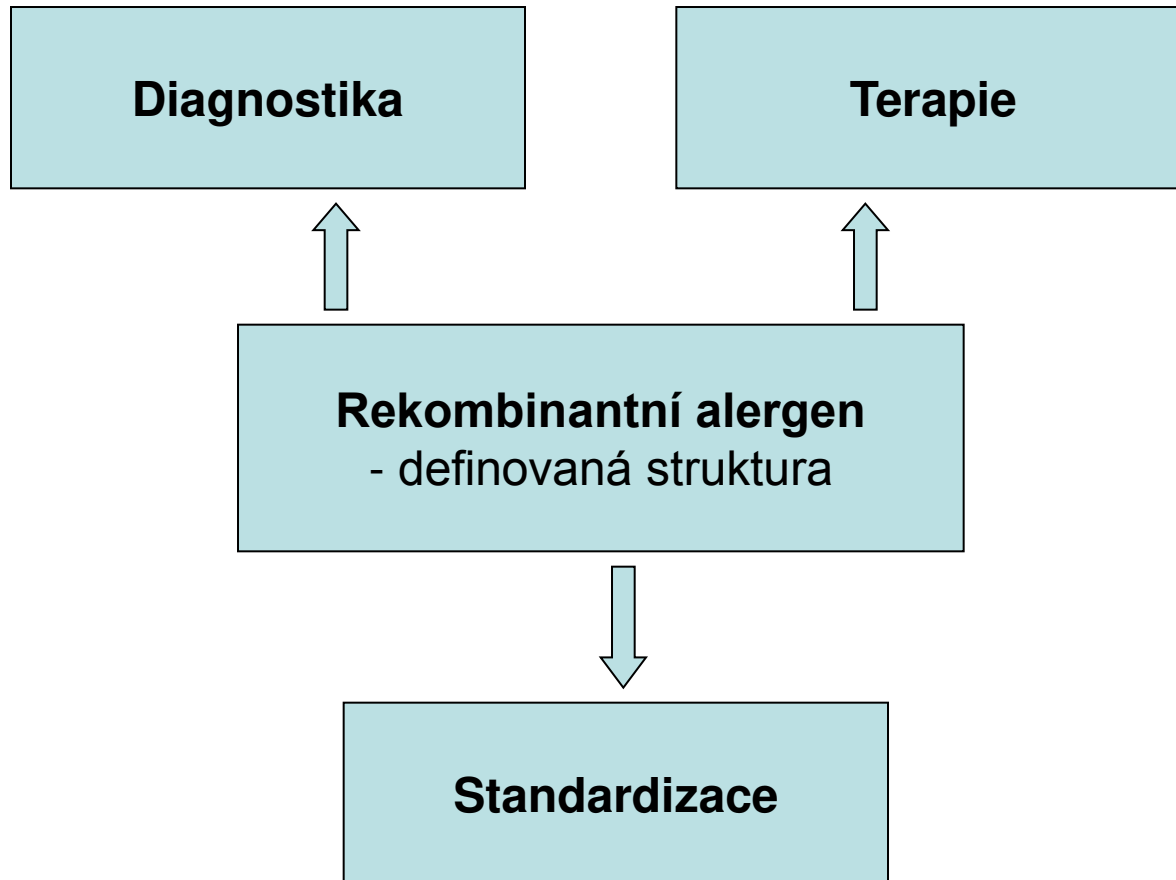 Diagnostika
Terapie
Rekombinantní alergen
- definovaná struktura
Standardizace